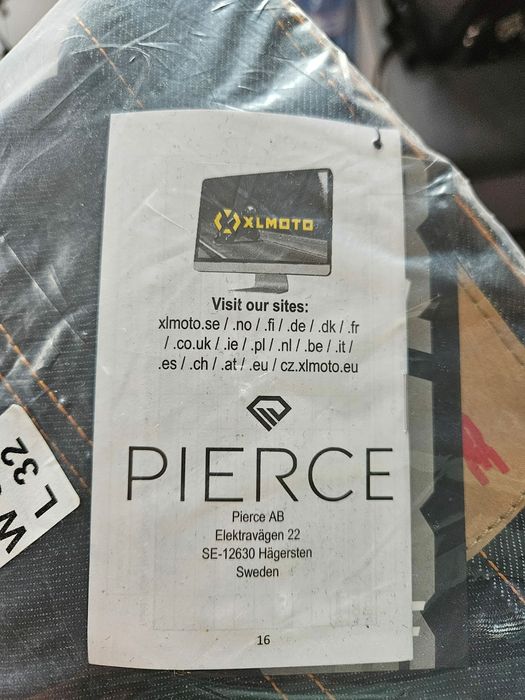 XLMOTO
Visit our sites:
xlmoto.se / .no / .fi / .de / .dk / .fr
/ .co.uk / .ie / .pl / .nl / .be / .it /
.es / .ch / .at / .eu / cz.xlmoto.eu
PIERCE
Pierce AB
Elektravägen 22
SE-12630 Hägersten
Sweden
16
W
L 32